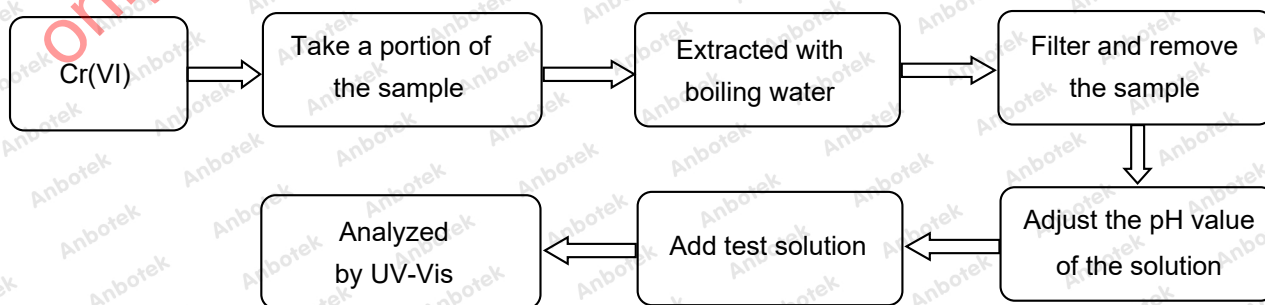 Cr(VI)
Take a portion of
the sample
Extracted with
boiling water
Filter and remove
the sample
Adjust the pH value
of the solution
Add test solution
Analyzed
by UV-Vis
Anbotek